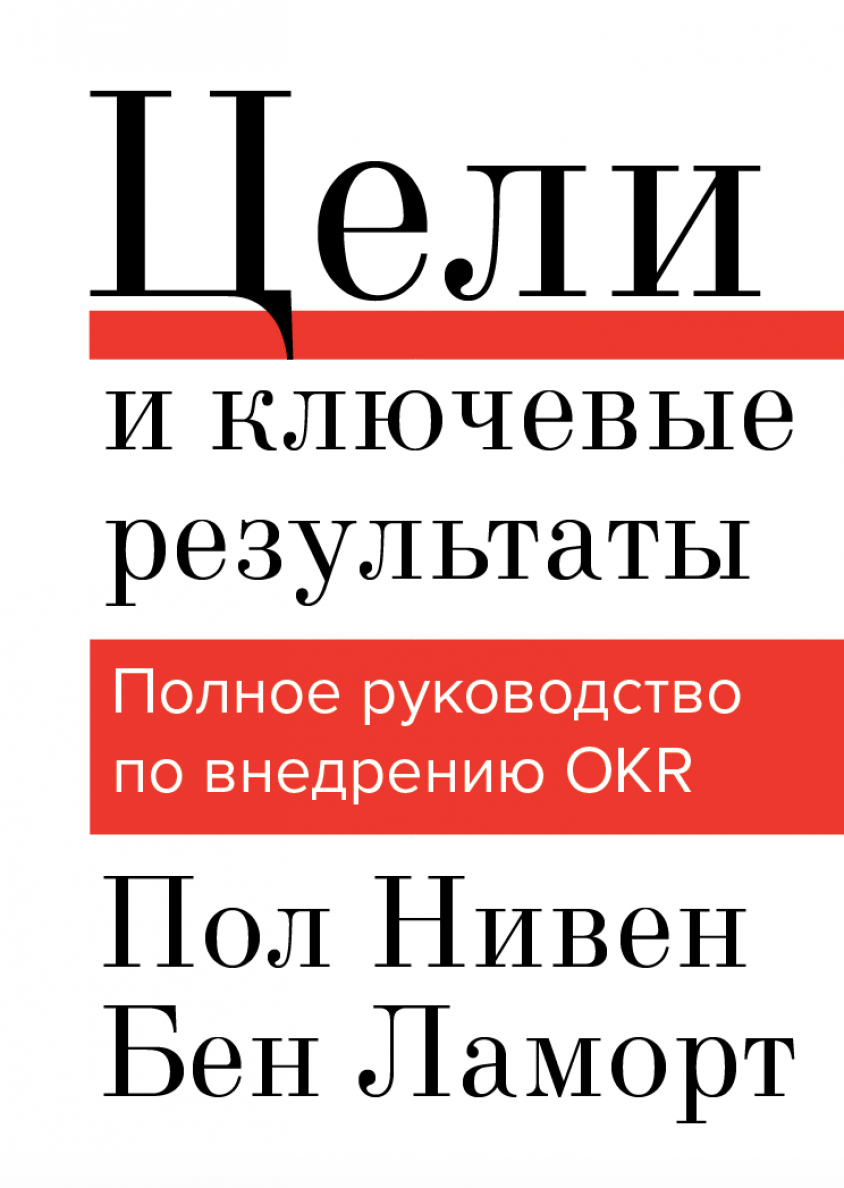 Цели
и ключевые
результаты
Полное руководство
по внедрению OKR
Пол Нивен
Бен Ламорт